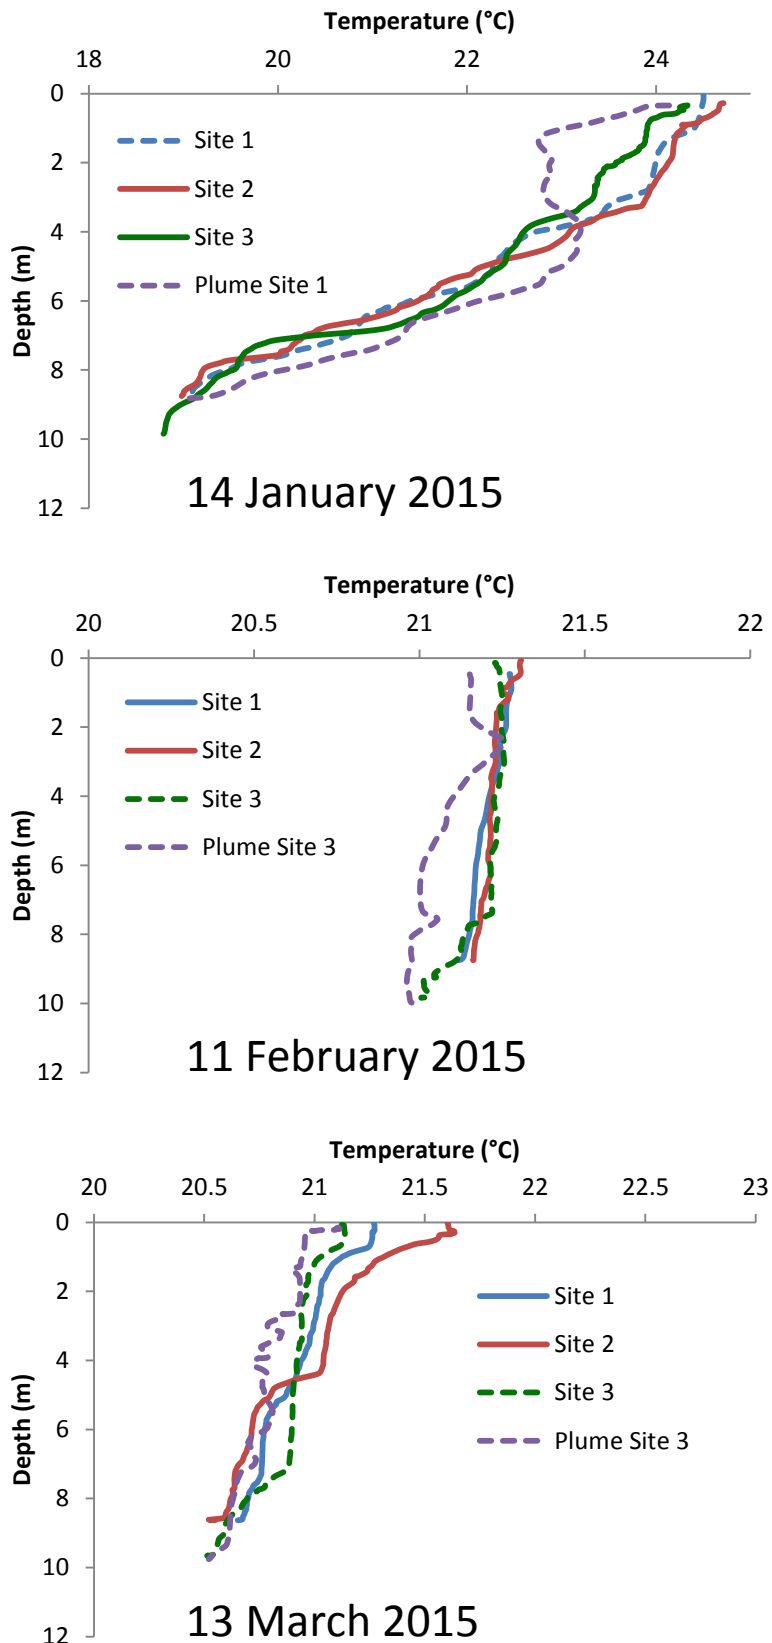 Temperature (°C)
18 20 22 24
0
2
4
6
8
10
12
Depth (m)
Site 1
Site 2
Site 3
Plume Site 1
14 January 2015
Temperature (°C)
20 20.5 21 21.5 22
0
2
4
6
8
10
12
Depth (m)
Site 1
Site 2
Site 3
Plume Site 3
11 February 2015
Temperature (°C)
20 20.5 21 21.5 22 22.5 23
0
2
4
6
8
10
12
Depth (m)
Site 1
Site 2
Site 3
Plume Site 3
13 March 2015